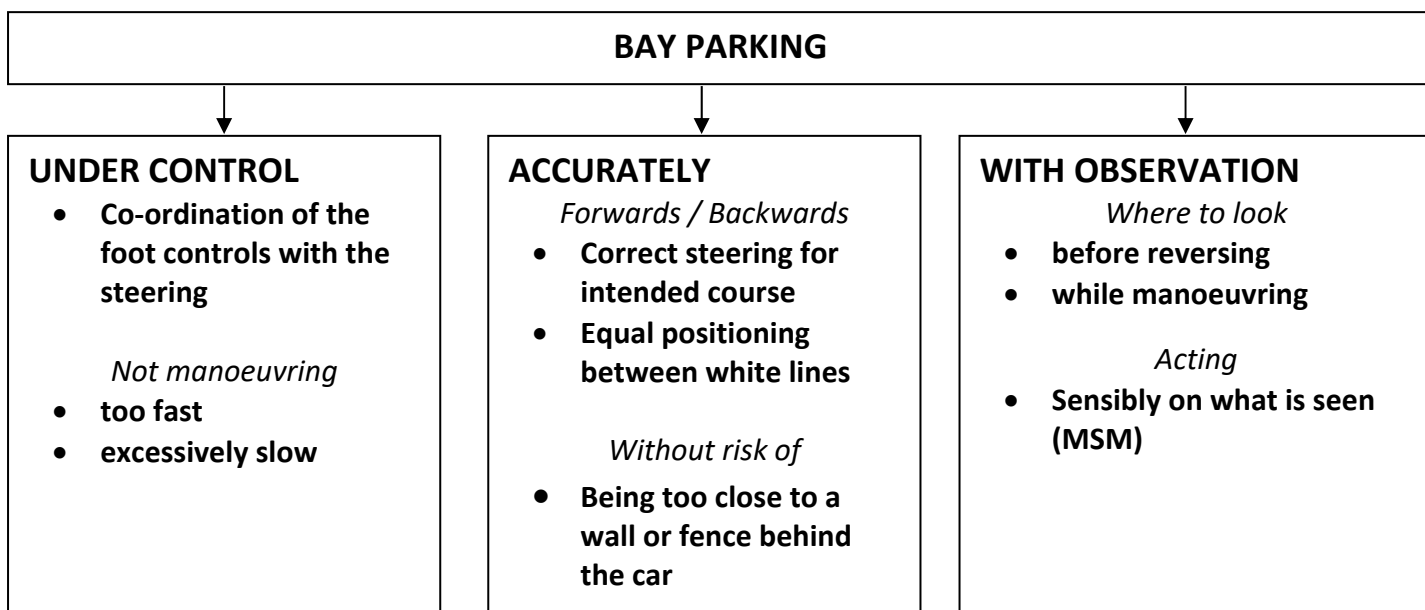 BAY PARKING
UNDER CONTROL
• Co-ordination of the
foot controls with the
steering
Not manoeuvring
• too fast
• excessively slow
ACCURATELY
Forwards / Backwards
• Correct steering for
intended course
• Equal positioning
between white lines
Without risk of
• Being too close to a
wall or fence behind
the car
WITH OBSERVATION
Where to look
• before reversing
• while manoeuvring
Acting
• Sensibly on what is seen
(MSM)